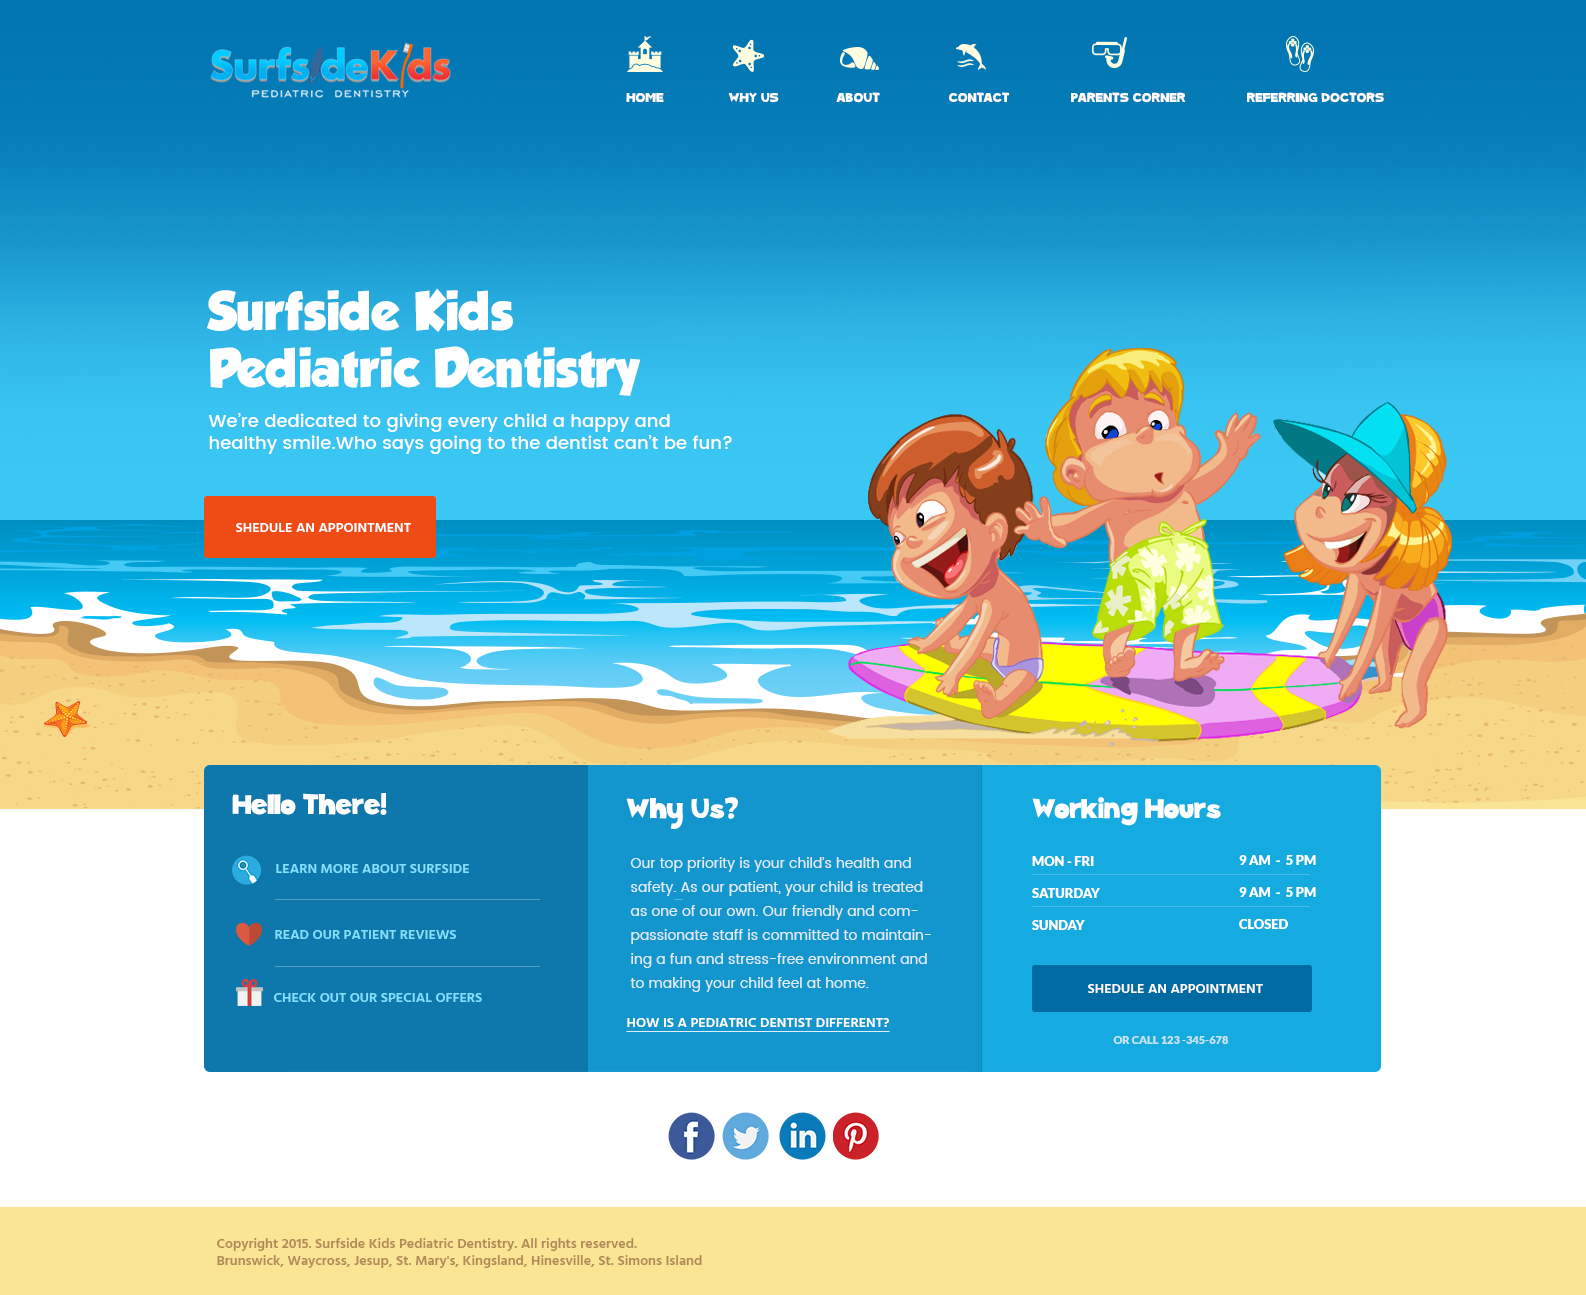 SurfsideKids
PEDIATRIC DENTISTRY
HOME
WHY US
ABOUT
CONTACT
PARENTS CORNER
REFERRING DOCTORS
Surfside Kids
Pediatric Dentistry
We're dedicated to giving every child a happy and
healthy smile.Who says going to the dentist can't be fun?
SHEDULE AN APPOINTMENT
Hello There!
LEARN MORE ABOUT SURFSIDE
READ OUR PATIENT REVIEWS
CHECK OUT OUR SPECIAL OFFERS
Why Us?
Our top priority is your child's health and
safety. As our patient, your child is treated
as one of our own. Our friendly and com-
passionate staff is committed to maintain-
ing a fun and stress-free environment and
to making your child feel at home.
HOW IS A PEDIATRIC DENTIST DIFFERENT?
Working Hours
MON - FRI 9 AM - 5 PM
SATURDAY 9 AM - 5 PM
SUNDAY CLOSED
SHEDULE AN APPOINTMENT
OR CALL 123 -345-678
f
in
Copyright 2015. Surfside Kids Pediatric Dentistry. All rights reserved.
Brunswick, Waycross, Jesup, St. Mary's, Kingsland, Hinesville, St. Simons Island